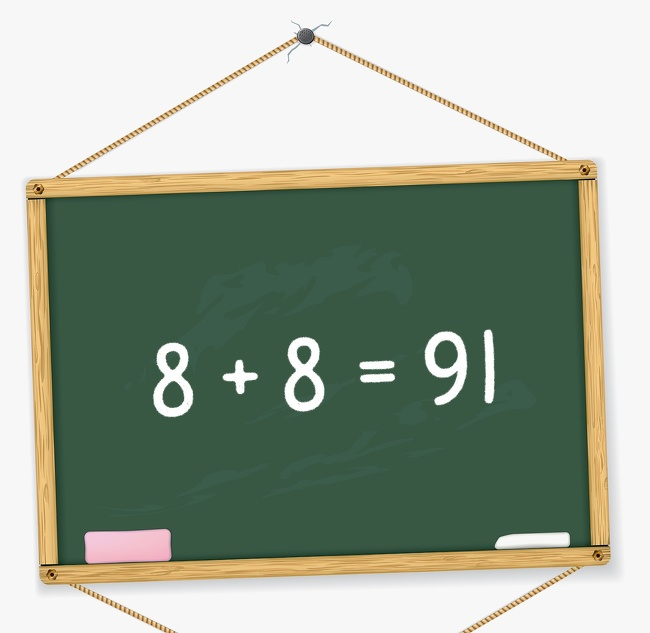 8 + 8 = 91